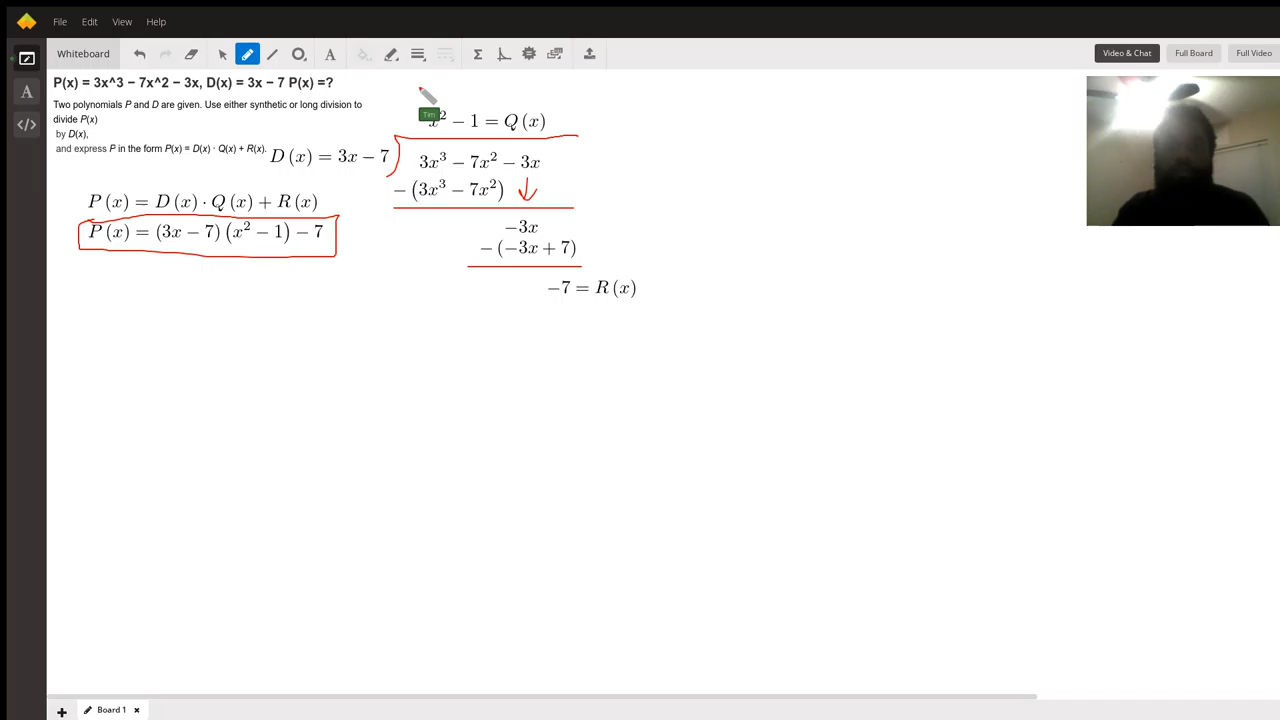 File Edit View Help
Whiteboard
A
Σ
Video & Chat
Full Board
Full Video
A
P(x) = 3x^3 − 7x^2 − 3x, D(x) = 3x − 7 P(x) =?
Two polynomials P and D are given. Use either synthetic or long division to
divide P(x)
by D(x),
and express P in the form P(x) = D(x) · Q(x) + R(x).
Tim
x² − 1 = Q (x)
D (x) = 3x − 7
3x³ − 7x² − 3x
− (3x³ − 7x²)
P (x) = D (x) · Q (x) + R (x)
P (x) = (3x − 7) (x² − 1) − 7
−3x
− (−3x + 7)
−7 = R (x)
+ Board 1 ×